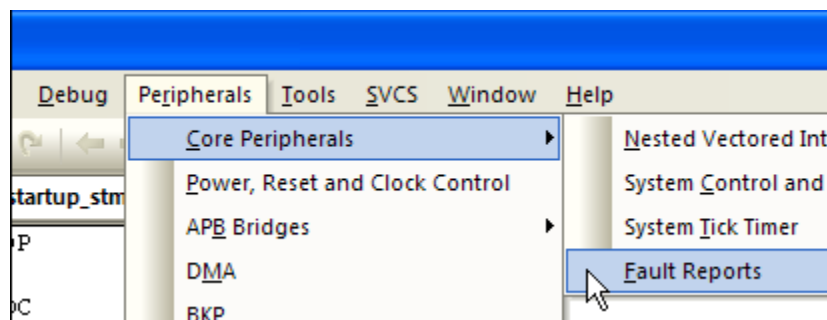 Debug Peripherals Tools SVCS Window Help
Core Peripherals
Nested Vectored Int
startup_stm
Power, Reset and Clock Control
System Control and
APB Bridges
System Tick Timer
DMA
Fault Reports
BKP